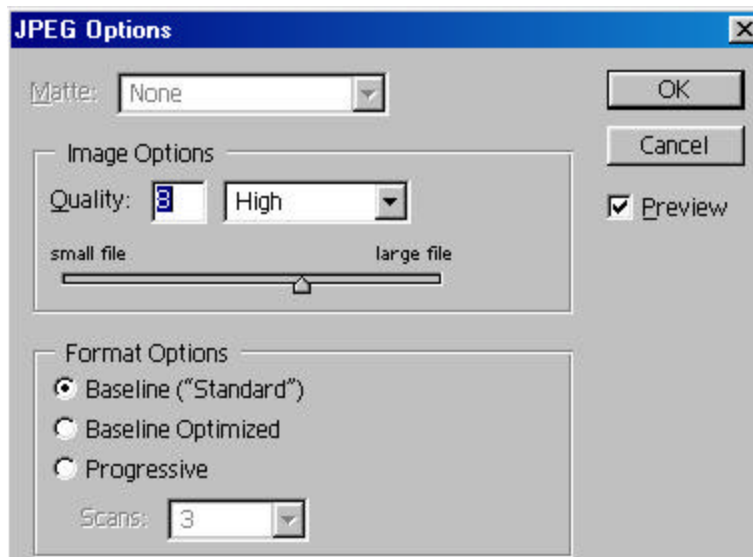 JPEG Options
Matte: None
OK
Image Options
Cancel
Quality: 8 High
Preview
small file large file
Format Options
Baseline (“Standard”)
Baseline Optimized
Progressive
Scans: 3